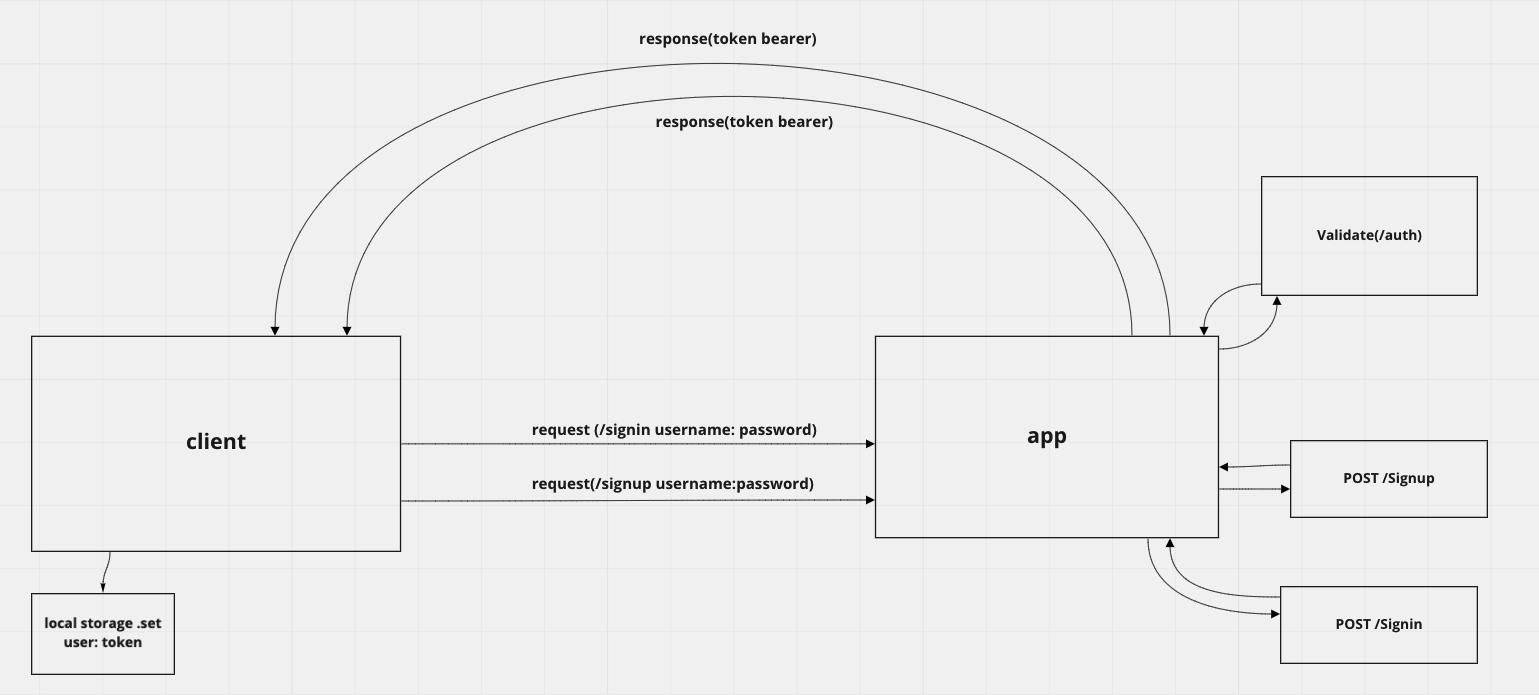 response(token bearer)
response(token bearer)
Validate(/auth)
client
request (/signin username: password)
request(/signup username:password)
app
POST /Signup
local storage .set
user: token
POST /Signin